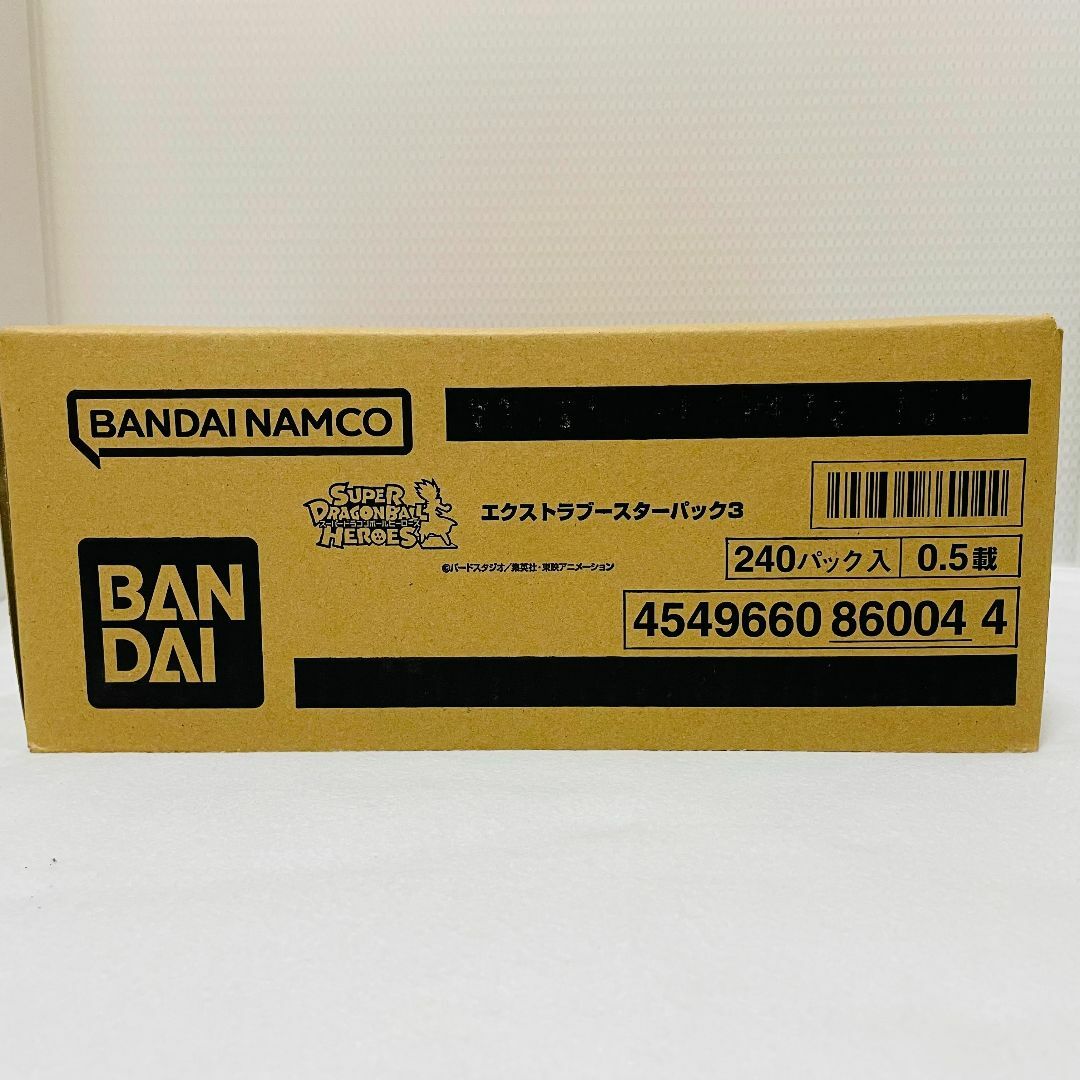 BANDAI NAMCO
SUPER
DRAGONBALL
スーパードラゴンボールヒーローズ
HEROES
エクストラブースターパック3
©バードスタジオ/集英社・東映アニメーション
240パック入 0.5載
BAN
DAI
4549660 86004 4